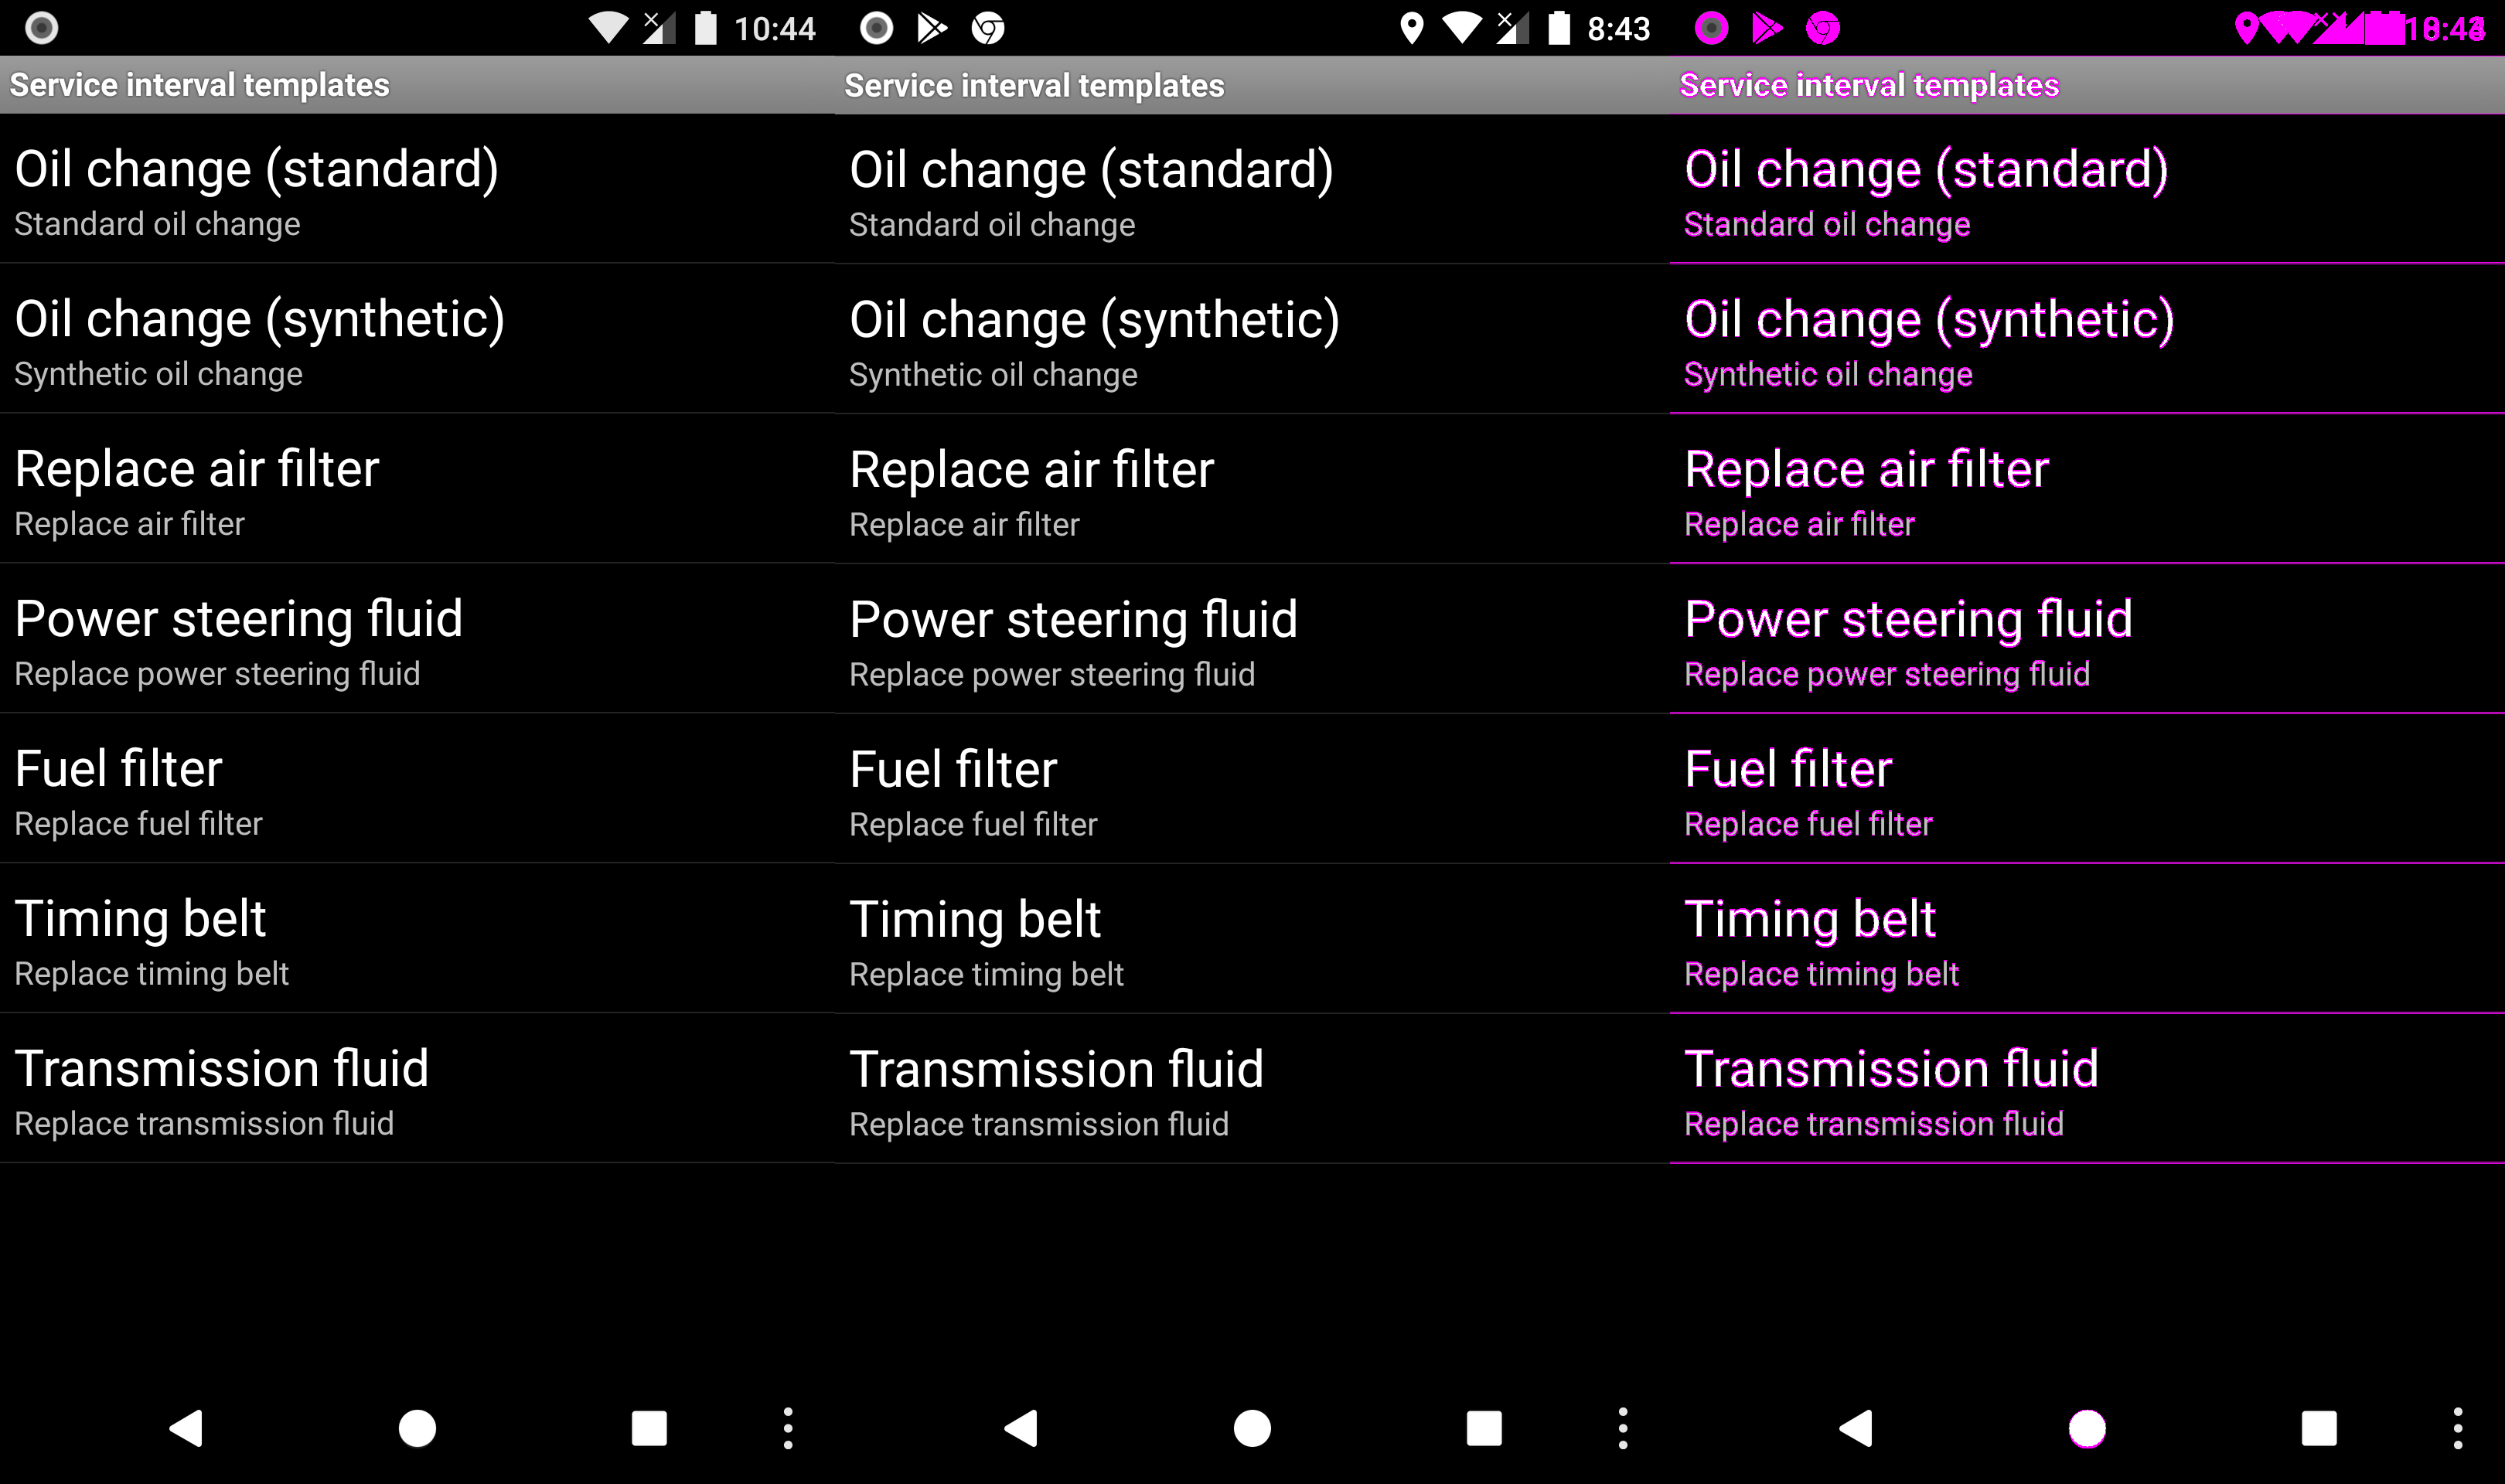 10:44
Service interval templates
Oil change (standard)
Standard oil change
Oil change (synthetic)
Synthetic oil change
Replace air filter
Replace air filter
Power steering fluid
Replace power steering fluid
Fuel filter
Replace fuel filter
Timing belt
Replace timing belt
Transmission fluid
Replace transmission fluid
8:43
Service interval templates
Oil change (standard)
Standard oil change
Oil change (synthetic)
Synthetic oil change
Replace air filter
Replace air filter
Power steering fluid
Replace power steering fluid
Fuel filter
Replace fuel filter
Timing belt
Replace timing belt
Transmission fluid
Replace transmission fluid
Service interval templates
Oil change (standard)
Standard oil change
Oil change (synthetic)
Synthetic oil change
Replace air filter
Replace air filter
Power steering fluid
Replace power steering fluid
Fuel filter
Replace fuel filter
Timing belt
Replace timing belt
Transmission fluid
Replace transmission fluid